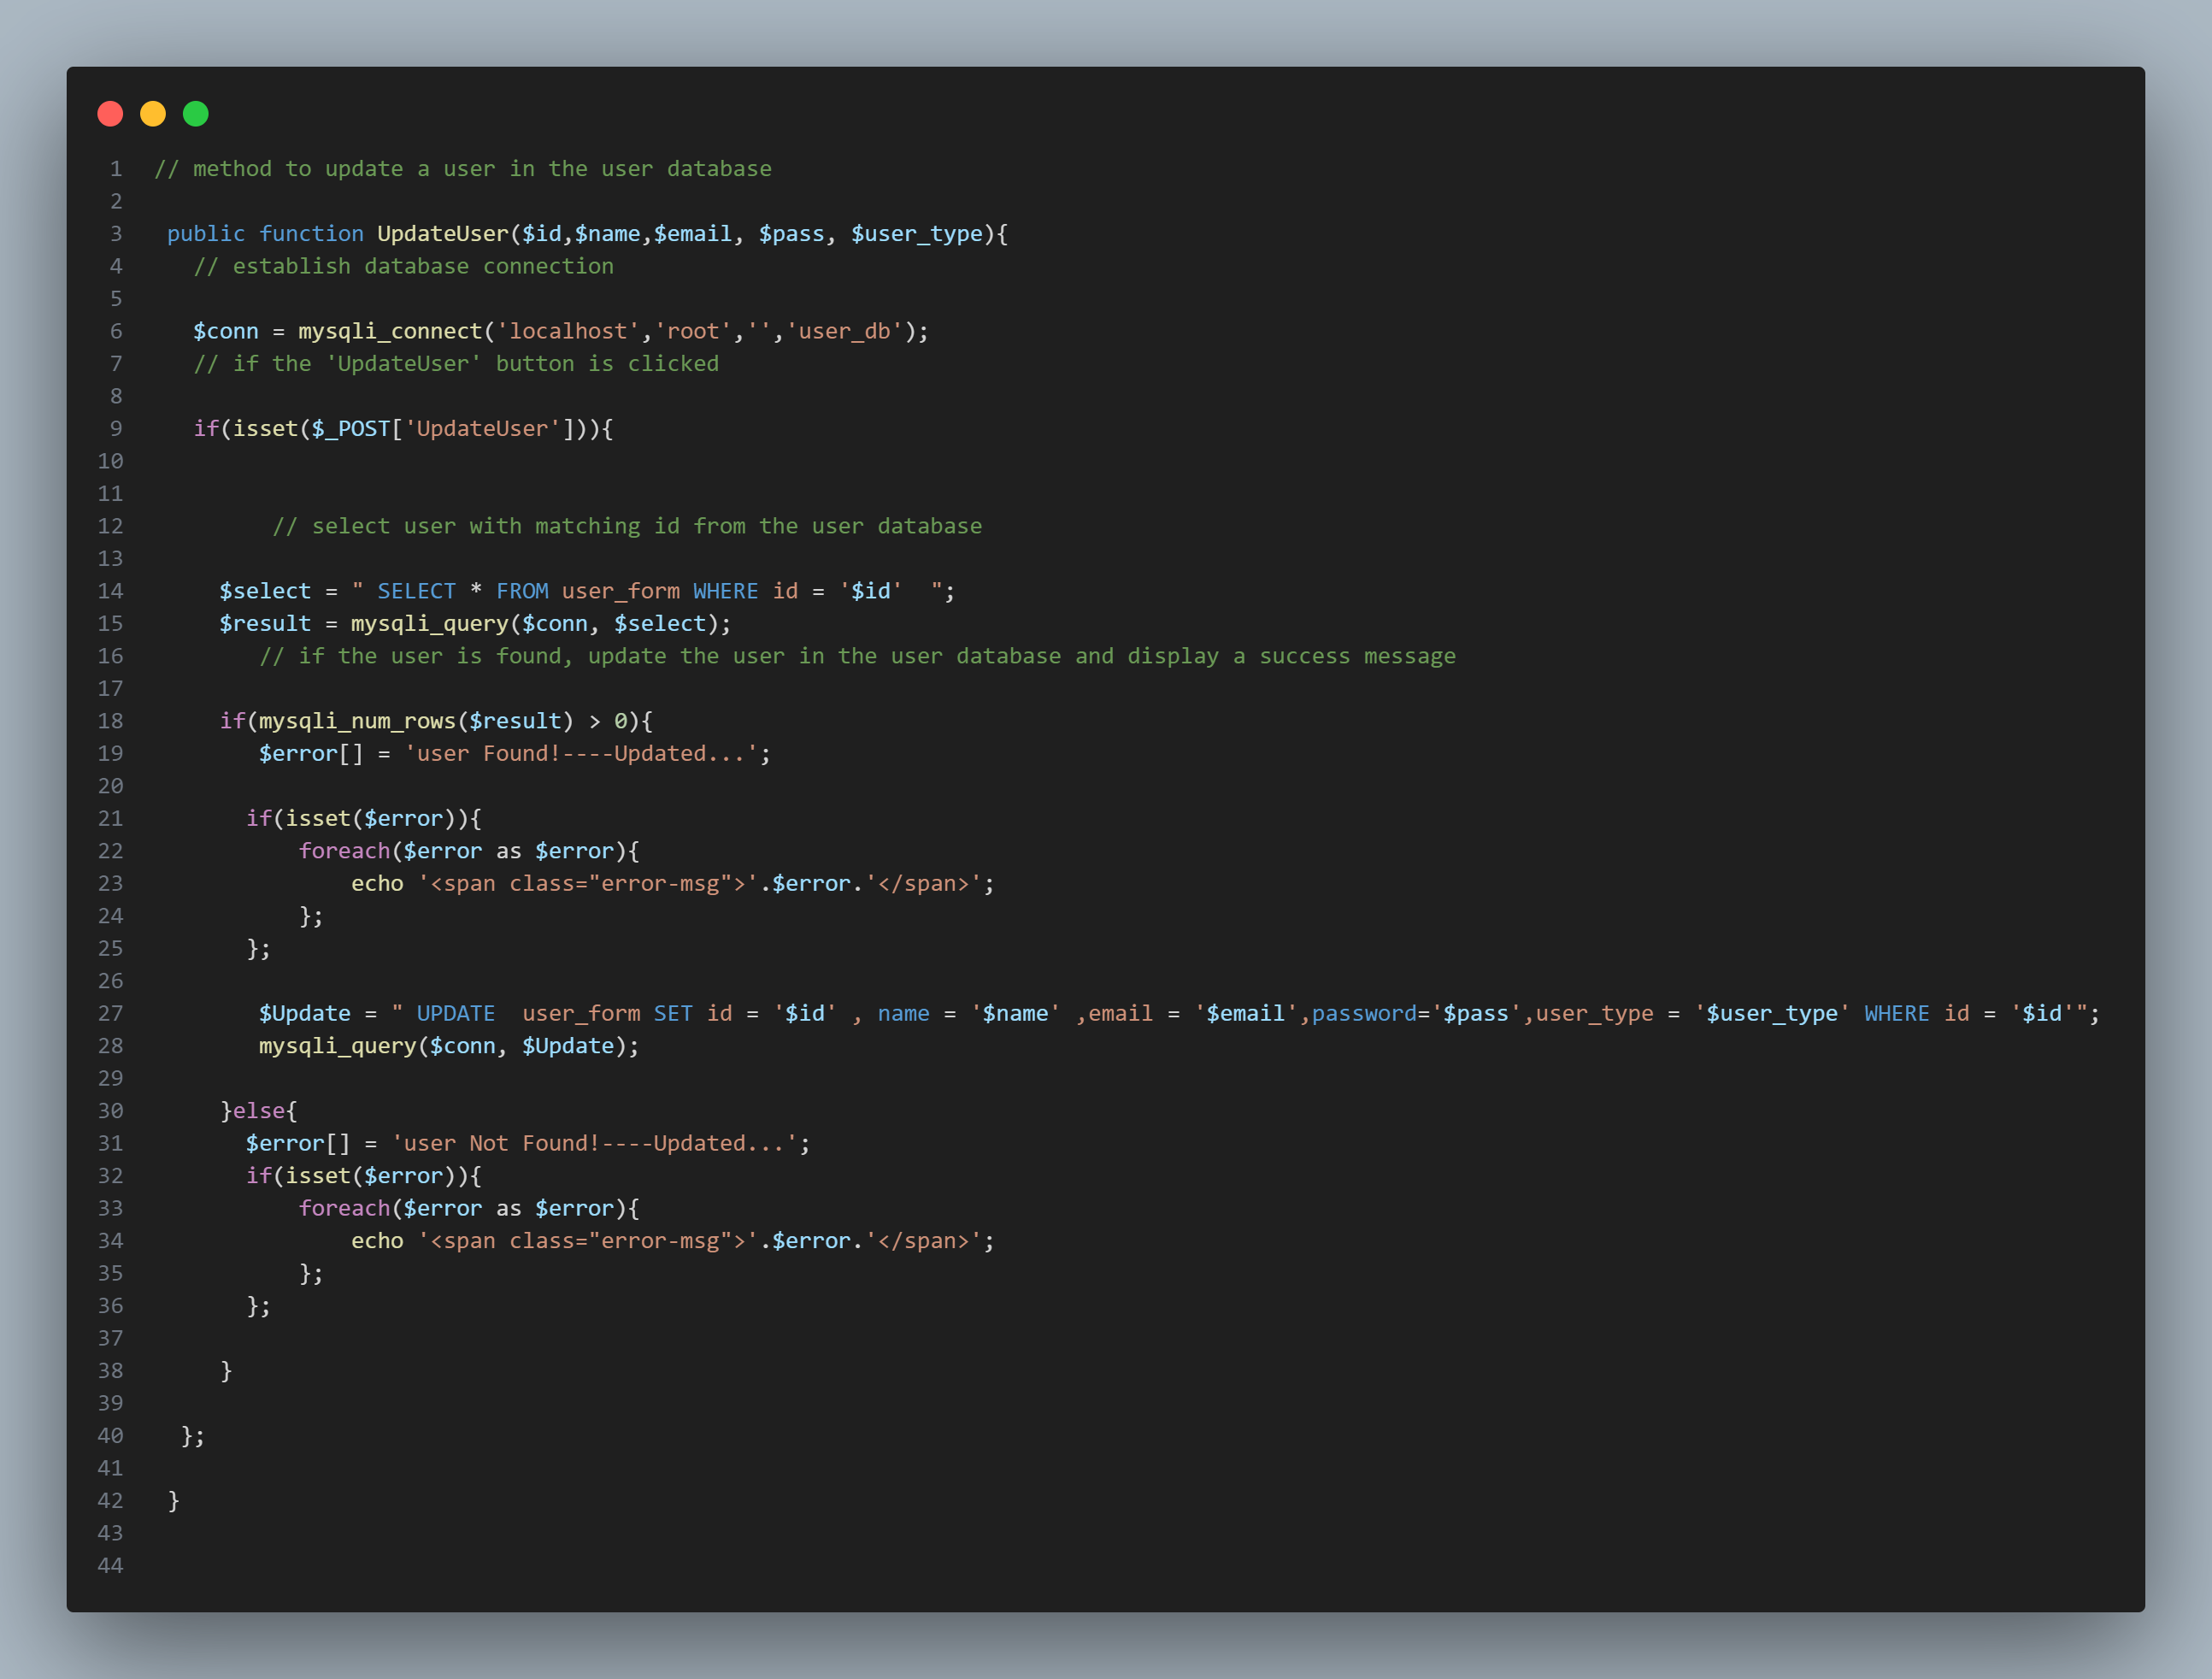 1 // method to update a user in the user database
2
3 public function UpdateUser($id,$name,$email, $pass, $user_type){
4 // establish database connection
5
6 $conn = mysqli_connect('localhost','root','','user_db');
7 // if the 'UpdateUser' button is clicked
8
9 if(isset($_POST['UpdateUser'])){
10
11
12 // select user with matching id from the user database
13
14 $select = " SELECT * FROM user_form WHERE id = '$id'  ";
15 $result = mysqli_query($conn, $select);
16 // if the user is found, update the user in the user database and display a success message
17
18 if(mysqli_num_rows($result) > 0){
19 $error[] = 'user Found!----Updated...';
20
21 if(isset($error)){
22 foreach($error as $error){
23 echo '<span class="error-msg">'.$error.'</span>';
24 };
25 };
26
27 $Update = " UPDATE  user_form SET id = '$id' , name = '$name' ,email = '$email',password='$pass',user_type = '$user_type' WHERE id = '$id'";
28 mysqli_query($conn, $Update);
29
30 }else{
31 $error[] = 'user Not Found!----Updated...';
32 if(isset($error)){
33 foreach($error as $error){
34 echo '<span class="error-msg">'.$error.'</span>';
35 };
36 };
37
38 }
39
40 };
41
42 }
43
44